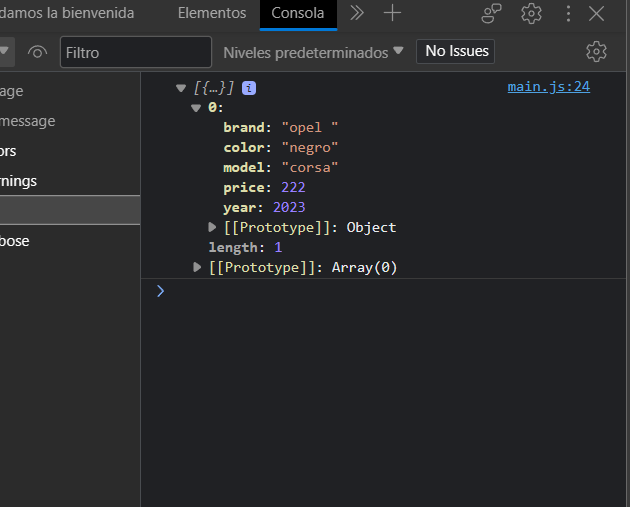 damos la bienvenida Elementos Consola
Filtro Niveles predeterminados No Issues
age
message
ors
rnings
bose
[{…}] i main.js:24
0:
brand: "opel "
color: "negro"
model: "corsa"
price: 222
year: 2023
[[Prototype]]: Object
length: 1
[[Prototype]]: Array(0)